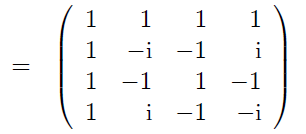 = ( 1 1 1 1
1 −i −1 i
1 −1 1 −1
1 i −1 −i )